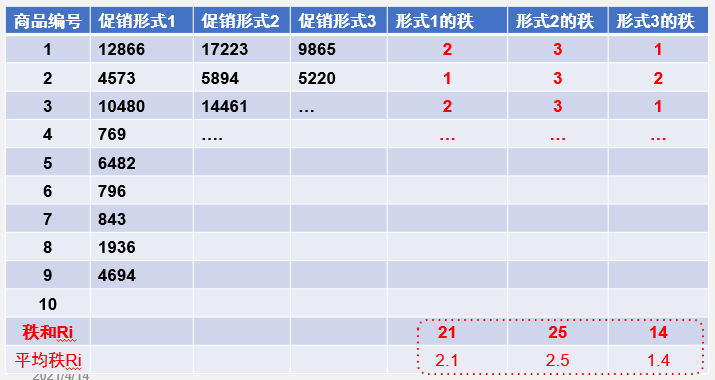 商品编号 促销形式1 促销形式2 促销形式3 形式1的秩 形式2的秩 形式3的秩
1 12866 17223 9865 2 3 1
2 4573 5894 5220 1 3 2
3 10480 14461 … 2 3 1
4 769 …. … … …
5 6482
6 796
7 843
8 1936
9 4694
10
秩和Ri 21 25 14
平均秩Ri 2.1 2.5 1.4
2021/4/14